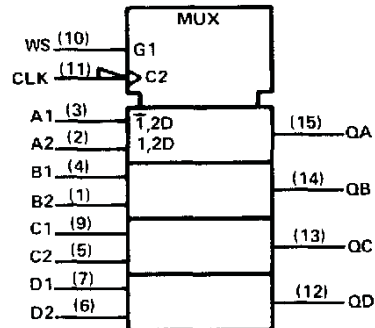 MUX
WS (10) G1
CLK (11) C2
A1 (3) 1̅,2D
A2 (2) 1,2D
(15) QA
B1 (4)
(14) QB
B2 (1)
C1 (9)
(13) QC
C2 (5)
D1 (7)
(12) QD
D2 (6)